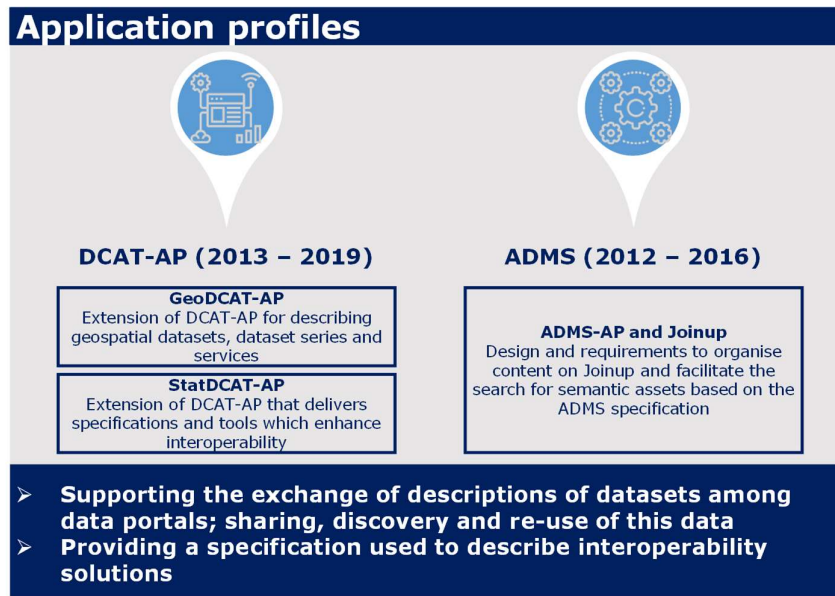 Application profiles
DCAT-AP (2013 – 2019)
GeoDCAT-AP
Extension of DCAT-AP for describing
geospatial datasets, dataset series and
services
StatDCAT-AP
Extension of DCAT-AP that delivers
specifications and tools which enhance
interoperability
ADMS (2012 – 2016)
ADMS-AP and Joinup
Design and requirements to organise
content on Joinup and facilitate the
search for semantic assets based on the
ADMS specification
➢ Supporting the exchange of descriptions of datasets among
data portals; sharing, discovery and re-use of this data
➢ Providing a specification used to describe interoperability
solutions